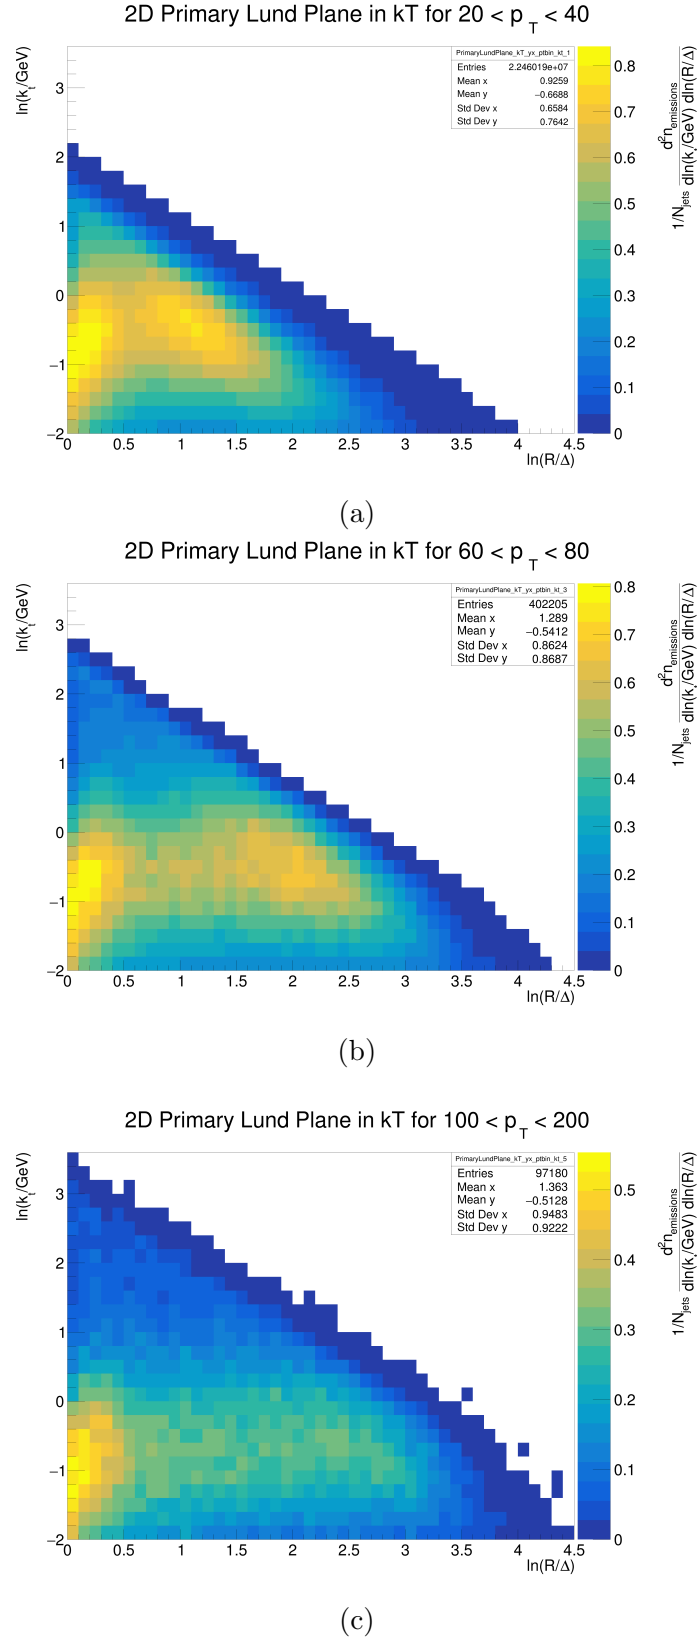 2D Primary Lund Plane in kT for 20 < p_T < 40
ln(k_t/GeV)
PrimaryLundPlane_kT_yx_ptbin_kt_1
Entries 2.246019e+07
Mean x 0.9259
Mean y −0.6688
Std Dev x 0.6584
Std Dev y 0.7642
3
2
1
0
−1
−2
0 0.5 1 1.5 2 2.5 3 3.5 4 4.5
ln(R/Δ)
0.8
0.7
0.6
0.5
0.4
0.3
0.2
0.1
0
1/N_jets d²n_emissions / dln(k_t/GeV) dln(R/Δ)
(a)
2D Primary Lund Plane in kT for 60 < p_T < 80
ln(k_t/GeV)
PrimaryLundPlane_kT_yx_ptbin_kt_3
Entries 402205
Mean x 1.289
Mean y −0.5412
Std Dev x 0.8624
Std Dev y 0.8687
3
2
1
0
−1
−2
0 0.5 1 1.5 2 2.5 3 3.5 4 4.5
ln(R/Δ)
0.8
0.7
0.6
0.5
0.4
0.3
0.2
0.1
0
1/N_jets d²n_emissions / dln(k_t/GeV) dln(R/Δ)
(b)
2D Primary Lund Plane in kT for 100 < p_T < 200
ln(k_t/GeV)
PrimaryLundPlane_kT_yx_ptbin_kt_5
Entries 97180
Mean x 1.363
Mean y −0.5128
Std Dev x 0.9483
Std Dev y 0.9222
3
2
1
0
−1
−2
0 0.5 1 1.5 2 2.5 3 3.5 4 4.5
ln(R/Δ)
0.5
0.4
0.3
0.2
0.1
0
1/N_jets d²n_emissions / dln(k_t/GeV) dln(R/Δ)
(c)